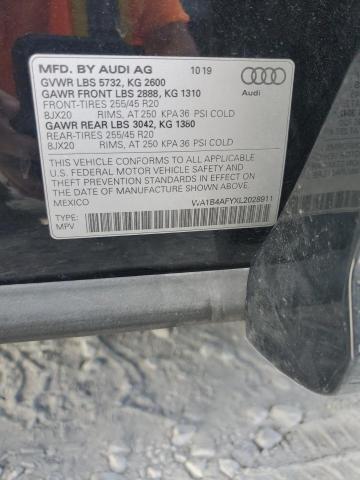 MFD. BY AUDI AG 10 19
GVWR LBS 5732, KG 2600
GAWR FRONT LBS 2888, KG 1310
FRONT-TIRES 255/45 R20
8JX20 RIMS, AT 250 KPA 36 PSI COLD
GAWR REAR LBS 3042, KG 1380
REAR-TIRES 255/45 R20
8JX20 RIMS, AT 250 KPA 36 PSI COLD
Audi
THIS VEHICLE CONFORMS TO ALL APPLICABLE
U.S. FEDERAL MOTOR VEHICLE SAFETY AND
THEFT PREVENTION STANDARDS IN EFFECT ON
THE DATE OF MANUFACTURE SHOWN ABOVE.
MEXICO
WA1B4AFYXL2028911
TYPE:
MPV